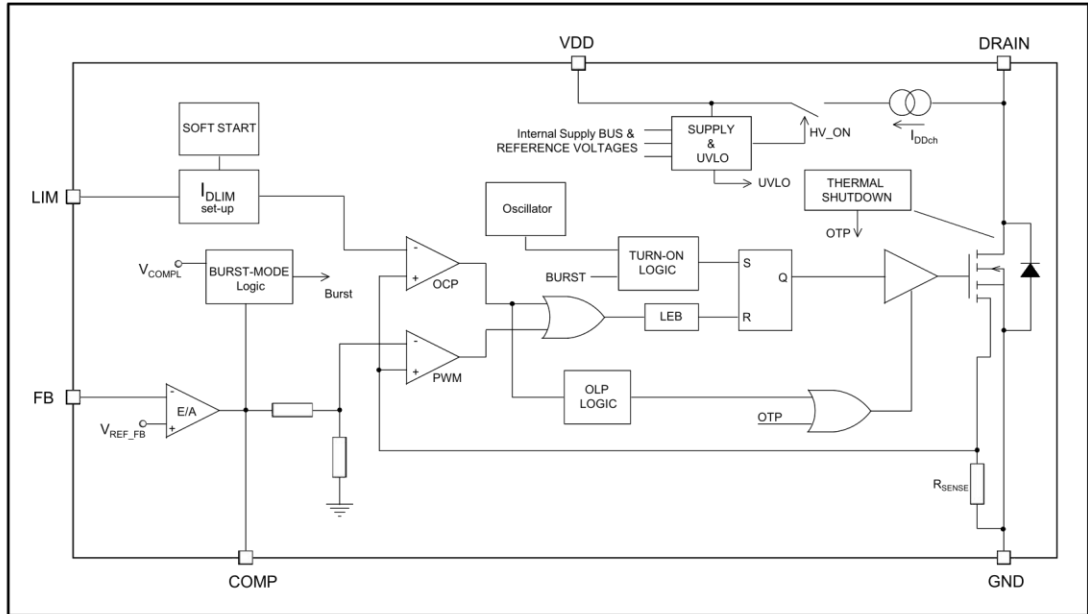 VDD
DRAIN
SOFT START
Internal Supply BUS &
REFERENCE VOLTAGES
SUPPLY
&
UVLO
HV_ON
IDDch
UVLO
LIM
IDLIM
set-up
Oscillator
THERMAL
SHUTDOWN
OTP
VCOMPL
BURST-MODE
Logic
Burst
-
+
OCP
BURST
TURN-ON
LOGIC
S
R
Q
LEB
-
+
PWM
FB
-
+
E/A
VREF_FB
OLP
LOGIC
OTP
RSENSE
COMP
GND